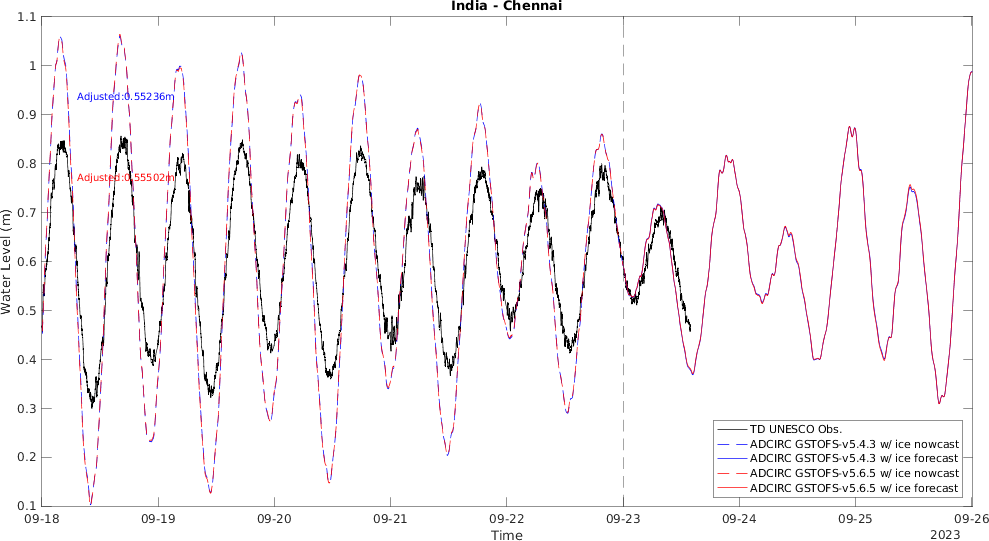 India - Chennai
1.1
1
0.9
0.8
0.7
0.6
0.5
0.4
0.3
0.2
0.1
Water Level (m)
Adjusted:0.55236m
Adjusted:0.55502m
TD UNESCO Obs.
ADCIRC GSTOFS-v5.4.3 w/ ice nowcast
ADCIRC GSTOFS-v5.4.3 w/ ice forecast
ADCIRC GSTOFS-v5.6.5 w/ ice nowcast
ADCIRC GSTOFS-v5.6.5 w/ ice forecast
09-18 09-19 09-20 09-21 09-22 09-23 09-24 09-25 09-26
Time
2023